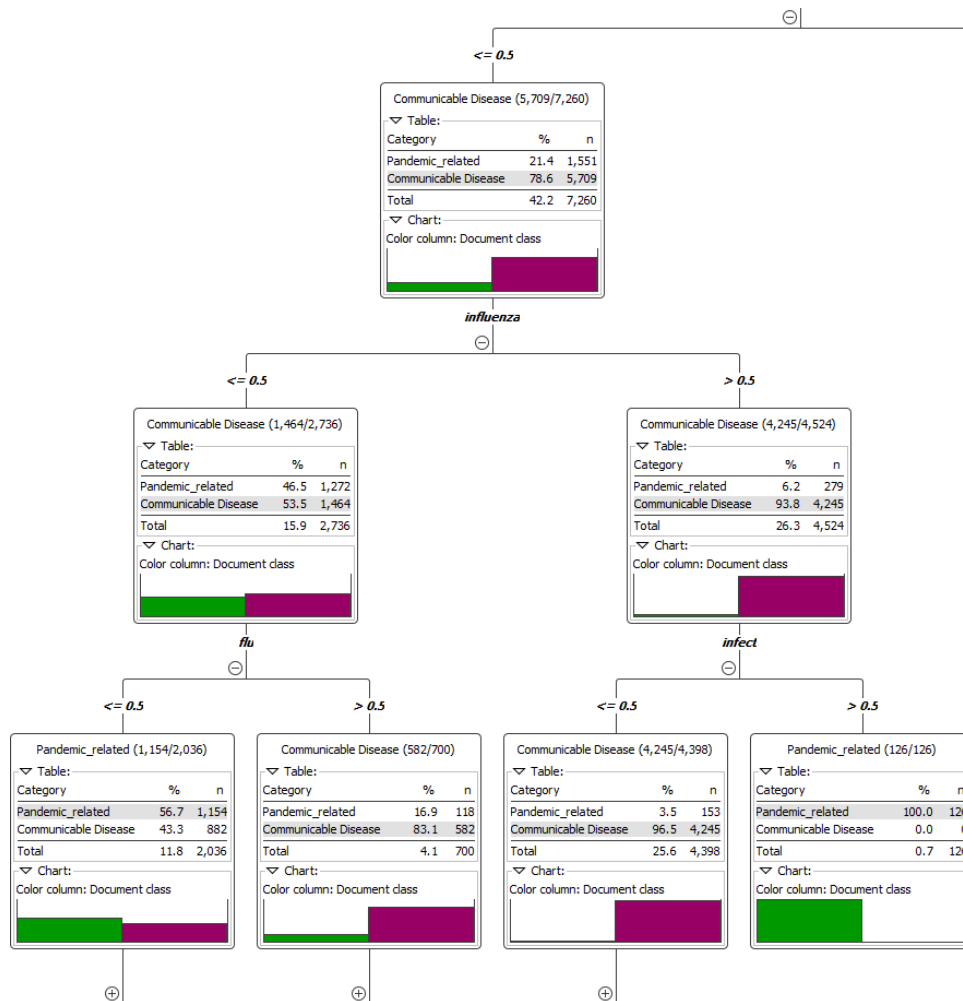 <= 0.5
Communicable Disease (5,709/7,260)
Table:
Category % n
Pandemic_related 21.4 1,551
Communicable Disease 78.6 5,709
Total 42.2 7,260
Chart:
Color column: Document class
influenza
<= 0.5
> 0.5
Communicable Disease (1,464/2,736)
Table:
Category % n
Pandemic_related 46.5 1,272
Communicable Disease 53.5 1,464
Total 15.9 2,736
Chart:
Color column: Document class
flu
Communicable Disease (4,245/4,524)
Table:
Category % n
Pandemic_related 6.2 279
Communicable Disease 93.8 4,245
Total 26.3 4,524
Chart:
Color column: Document class
infect
<= 0.5
> 0.5
<= 0.5
> 0.5
Pandemic_related (1,154/2,036)
Table:
Category % n
Pandemic_related 56.7 1,154
Communicable Disease 43.3 882
Total 11.8 2,036
Chart:
Color column: Document class
Communicable Disease (582/700)
Table:
Category % n
Pandemic_related 16.9 118
Communicable Disease 83.1 582
Total 4.1 700
Chart:
Color column: Document class
Communicable Disease (4,245/4,398)
Table:
Category % n
Pandemic_related 3.5 153
Communicable Disease 96.5 4,245
Total 25.6 4,398
Chart:
Color column: Document class
Pandemic_related (126/126)
Table:
Category % n
Pandemic_related 100.0
Communicable Disease 0.0
Total 0.7
Chart:
Color column: Document class